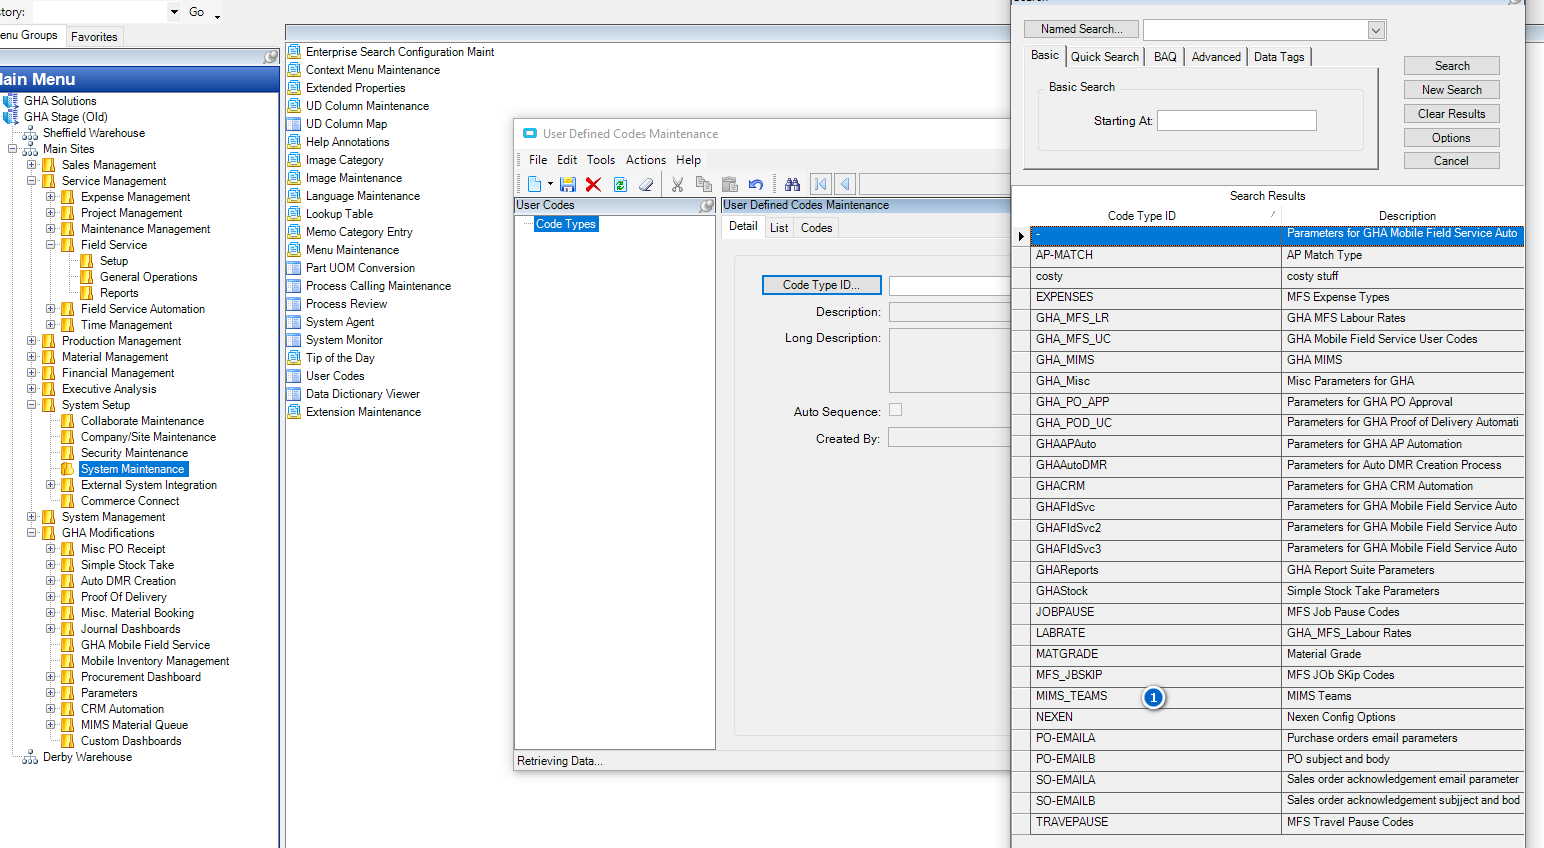 story:
Go
Menu Groups
Favorites
Main Menu
GHA Solutions
GHA Stage (Old)
Sheffield Warehouse
Main Sites
Sales Management
Service Management
Expense Management
Project Management
Maintenance Management
Field Service
Setup
General Operations
Reports
Field Service Automation
Time Management
Production Management
Material Management
Financial Management
Executive Analysis
System Setup
Collaborate Maintenance
Company/Site Maintenance
Security Maintenance
System Maintenance
External System Integration
Commerce Connect
System Management
GHA Modifications
Misc PO Receipt
Simple Stock Take
Auto DMR Creation
Proof Of Delivery
Misc. Material Booking
Journal Dashboards
GHA Mobile Field Service
Mobile Inventory Management
Procurement Dashboard
Parameters
CRM Automation
MIMS Material Queue
Custom Dashboards
Derby Warehouse
Enterprise Search Configuration Maint
Context Menu Maintenance
Extended Properties
UD Column Maintenance
UD Column Map
Help Annotations
Image Category
Image Maintenance
Language Maintenance
Lookup Table
Memo Category Entry
Menu Maintenance
Part UOM Conversion
Process Calling Maintenance
Process Review
System Agent
System Monitor
Tip of the Day
User Codes
Data Dictionary Viewer
Extension Maintenance
User Defined Codes Maintenance
File Edit Tools Actions Help
User Codes
Code Types
User Defined Codes Maintenance
Detail List Codes
Code Type ID...
Description:
Long Description:
Auto Sequence:
Created By:
Retrieving Data...
Search
Named Search...
Basic Quick Search BAQ Advanced Data Tags
Basic Search
Starting At:
Search
New Search
Clear Results
Options
Cancel
Search Results
Code Type ID Description
- Parameters for GHA Mobile Field Service Auto
AP-MATCH AP Match Type
costy costy stuff
EXPENSES MFS Expense Types
GHA_MFS_LR GHA MFS Labour Rates
GHA_MFS_UC GHA Mobile Field Service User Codes
GHA_MIMS GHA MIMS
GHA_Misc Misc Parameters for GHA
GHA_PO_APP Parameters for GHA PO Approval
GHA_POD_UC Parameters for GHA Proof of Delivery Automati
GHAAPAuto Parameters for GHA AP Automation
GHAAutoDMR Parameters for Auto DMR Creation Process
GHACRM Parameters for GHA CRM Automation
GHAFldSvc Parameters for GHA Mobile Field Service Auto
GHAFldSvc2 Parameters for GHA Mobile Field Service Auto
GHAFldSvc3 Parameters for GHA Mobile Field Service Auto
GHAReports GHA Report Suite Parameters
GHAStock Simple Stock Take Parameters
JOBPAUSE MFS Job Pause Codes
LABRATE GHA_MFS_Labour Rates
MATGRADE Material Grade
MFS_JBSKIP MFS JOb SKip Codes
MIMS_TEAMS 1 MIMS Teams
NEXEN Nexen Config Options
PO-EMAILA Purchase orders email parameters
PO-EMAILB PO subject and body
SO-EMAILA Sales order acknowledgement email parameter
SO-EMAILB Sales order acknowledgement subjject and bod
TRAVEPAUSE MFS Travel Pause Codes